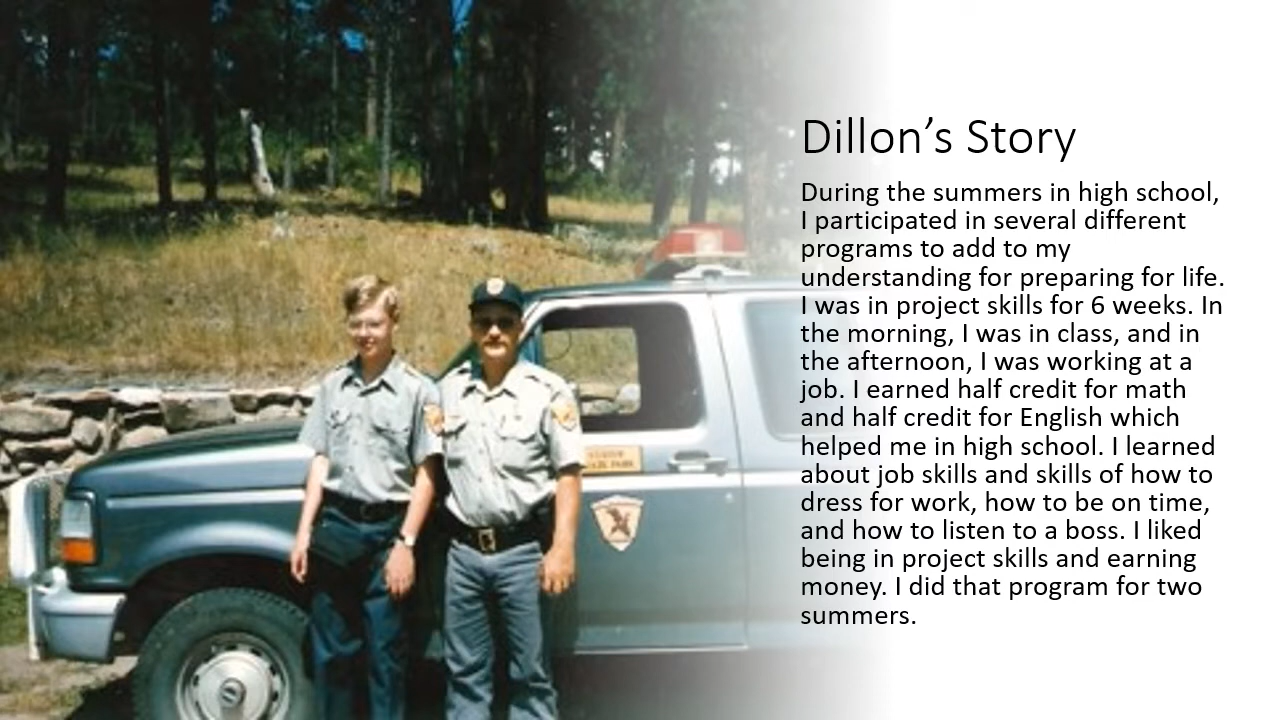 Dillon’s Story
During the summers in high school,
I participated in several different
programs to add to my
understanding for preparing for life.
I was in project skills for 6 weeks. In
the morning, I was in class, and in
the afternoon, I was working at a
job. I earned half credit for math
and half credit for English which
helped me in high school. I learned
about job skills and skills of how to
dress for work, how to be on time,
and how to listen to a boss. I liked
being in project skills and earning
money. I did that program for two
summers.